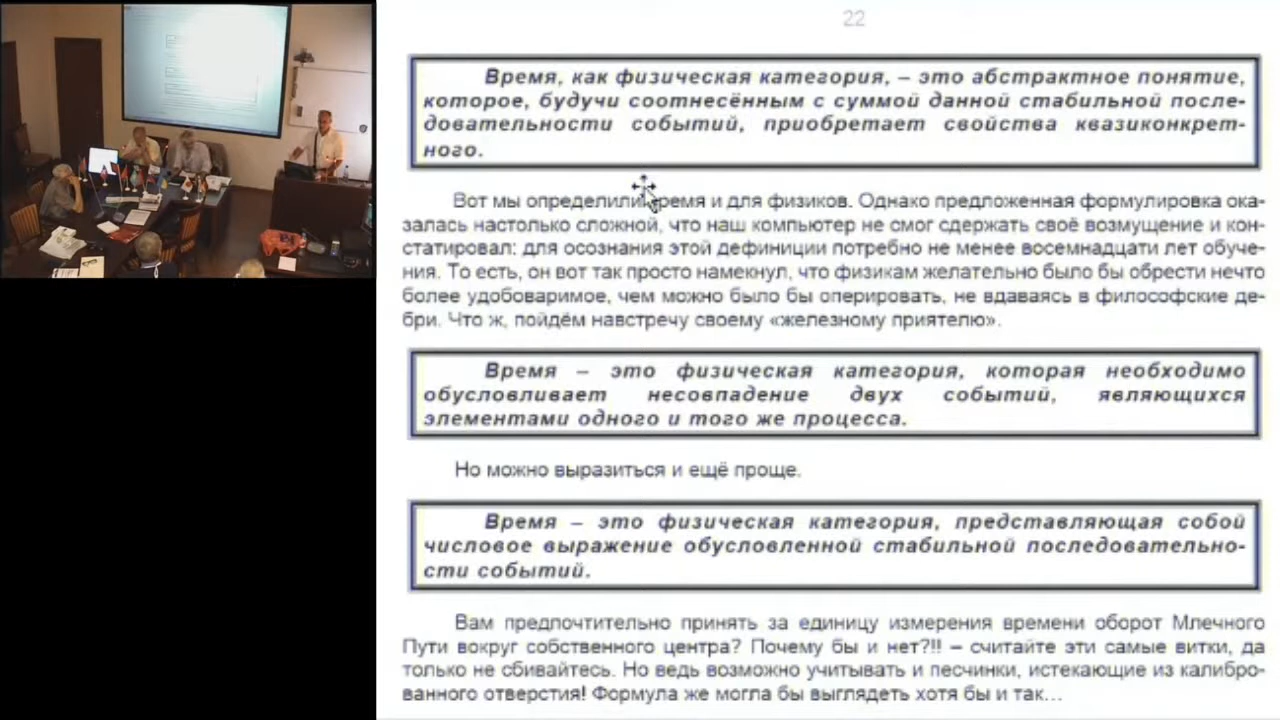 22
Время, как физическая категория, – это абстрактное понятие,
которое, будучи соотнесённым с суммой данной стабильной после-
довательности событий, приобретает свойства квазиконкрет-
ного.
Вот мы определили время и для физиков. Однако предложенная формулировка ока-
залась настолько сложной, что наш компьютер не смог сдержать своё возмущение и кон-
статировал: для осознания этой дефиниции потребно не менее восемнадцати лет обуче-
ния. То есть, он вот так просто намекнул, что физикам желательно было бы обрести нечто
более удобоваримое, чем можно было бы оперировать, не вдаваясь в философские де-
бри. Что ж, пойдём навстречу своему «железному приятелю».
Время – это физическая категория, которая необходимо
обусловливает несовпадение двух событий, являющихся
элементами одного и того же процесса.
Но можно выразиться и ещё проще.
Время – это физическая категория, представляющая собой
числовое выражение обусловленной стабильной последовательно-
сти событий.
Вам предпочтительно принять за единицу измерения времени оборот Млечного
Пути вокруг собственного центра? Почему бы и нет?!! – считайте эти самые витки, да
только не сбивайтесь. Но ведь возможно учитывать и песчинки, истекающие из калибро-
ванного отверстия! Формула же могла бы выглядеть хотя бы и так...